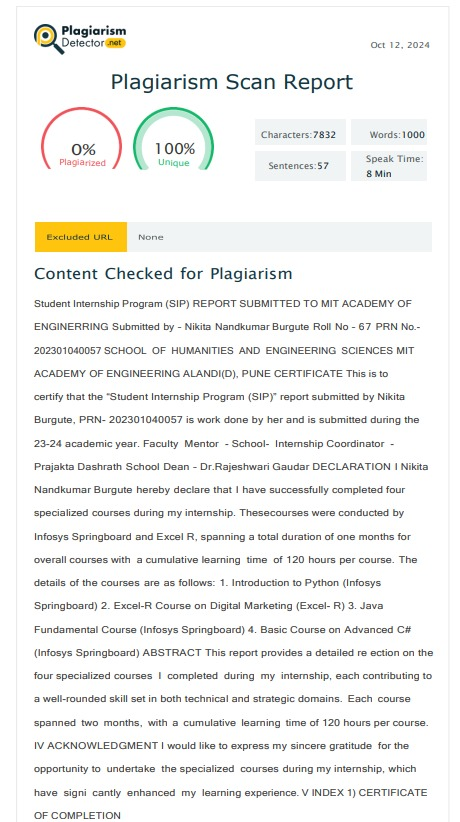 Plagiarism
Detector .net
Oct 12, 2024
Plagiarism Scan Report
0%
Plagiarized
100%
Unique
Characters:7832
Words:1000
Sentences:57
Speak Time:
8 Min
Excluded URL
None
Content Checked for Plagiarism
Student Internship Program (SIP) REPORT SUBMITTED TO MIT ACADEMY OF
ENGINERRING Submitted by - Nikita Nandkumar Burgute Roll No - 67 PRN No.-
202301040057 SCHOOL OF HUMANITIES AND ENGINEERING SCIENCES MIT
ACADEMY OF ENGINEERING ALANDI(D), PUNE CERTIFICATE This is to
certify that the “Student Internship Program (SIP)” report submitted by Nikita
Burgute, PRN- 202301040057 is work done by her and is submitted during the
23-24 academic year. Faculty Mentor - School- Internship Coordinator -
Prajakta Dashrath School Dean - Dr.Rajeshwari Gaudar DECLARATION I Nikita
Nandkumar Burgute hereby declare that I have successfully completed four
specialized courses during my internship. Thesecourses were conducted by
Infosys Springboard and Excel R, spanning a total duration of one months for
overall courses with a cumulative learning time of 120 hours per course. The
details of the courses are as follows: 1. Introduction to Python (Infosys
Springboard) 2. Excel-R Course on Digital Marketing (Excel- R) 3. Java
Fundamental Course (Infosys Springboard) 4. Basic Course on Advanced C#
(Infosys Springboard) ABSTRACT This report provides a detailed re ection on the
four specialized courses I completed during my internship, each contributing to
a well-rounded skill set in both technical and strategic domains. Each course
spanned two months, with a cumulative learning time of 120 hours per course.
IV ACKNOWLEDGMENT I would like to express my sincere gratitude for the
opportunity to undertake the specialized courses during my internship, which
have signi cantly enhanced my learning experience. V INDEX 1) CERTIFICATE
OF COMPLETION